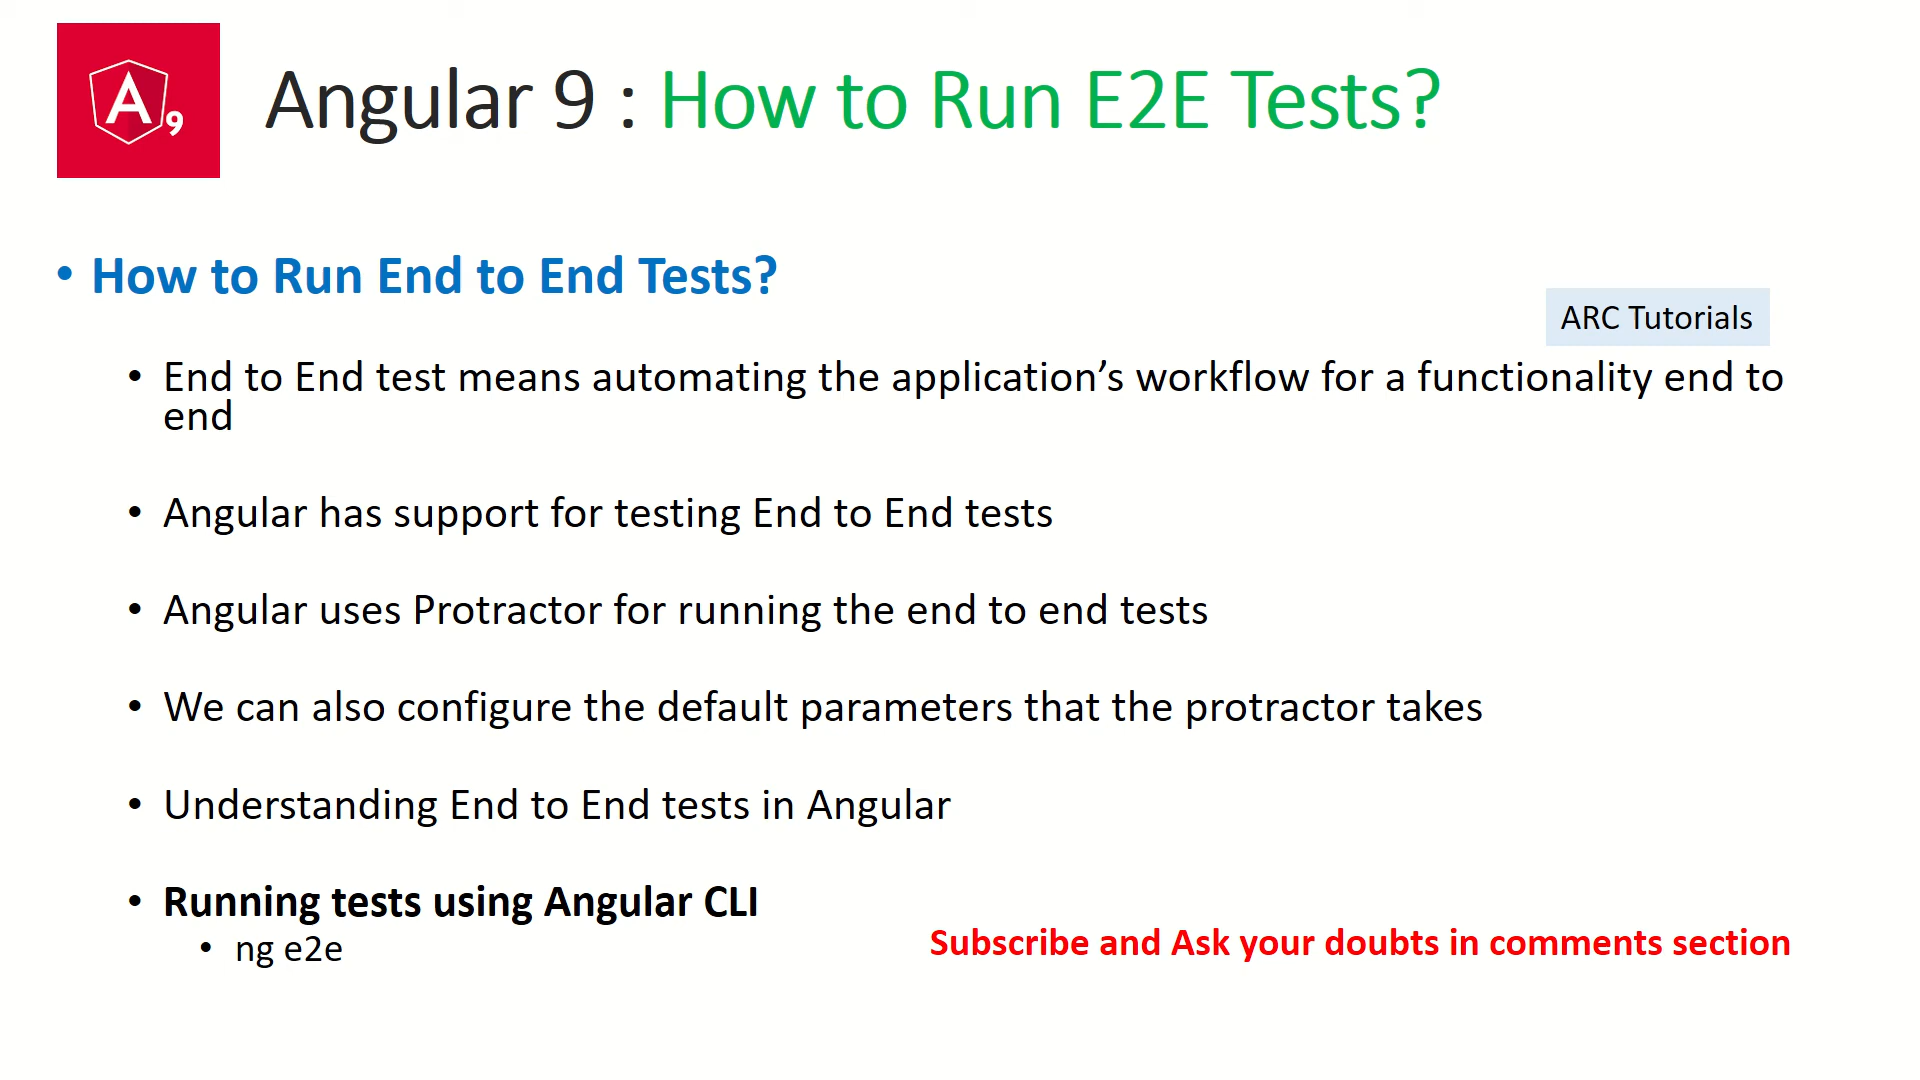 A 9
Angular 9 : How to Run E2E Tests?
• How to Run End to End Tests?
ARC Tutorials
• End to End test means automating the application’s workflow for a functionality end to
end
• Angular has support for testing End to End tests
• Angular uses Protractor for running the end to end tests
• We can also configure the default parameters that the protractor takes
• Understanding End to End tests in Angular
• Running tests using Angular CLI
• ng e2e
Subscribe and Ask your doubts in comments section